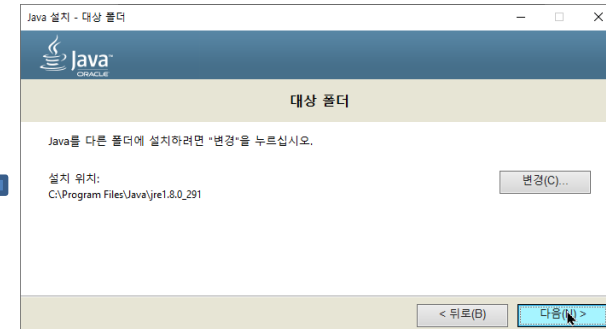 Java 설치 - 대상 폴더
Java
ORACLE
대상 폴더
Java를 다른 폴더에 설치하려면 "변경"을 누르십시오.
설치 위치:
변경(C)...
C:\Program Files\Java\jre1.8.0_291
< 뒤로(B)
다음(N) >